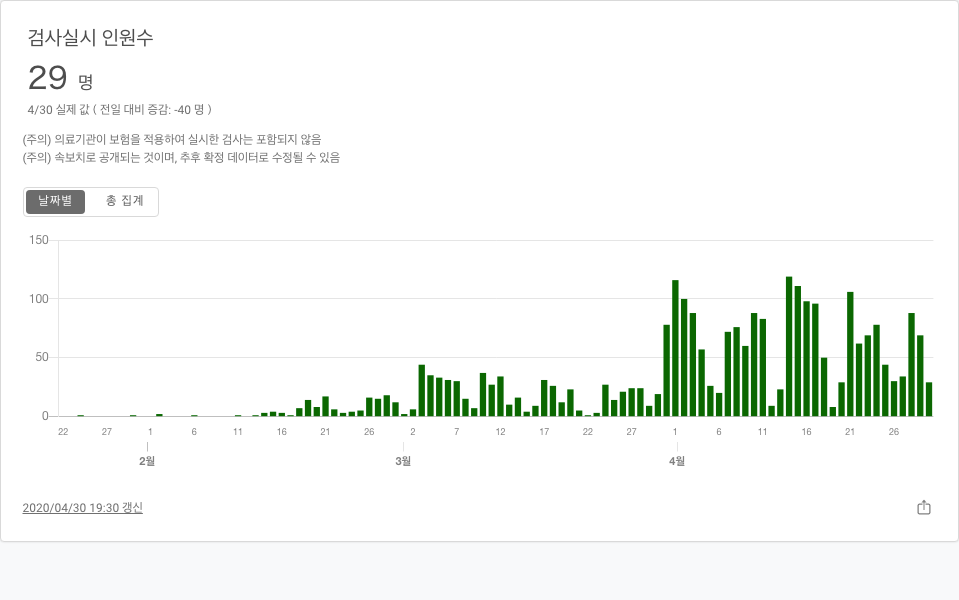 검사실시 인원수
29 명
4/30 실제 값 ( 전일 대비 증감: -40 명 )
(주의) 의료기관이 보험을 적용하여 실시한 검사는 포함되지 않음
(주의) 속보치로 공개되는 것이며, 추후 확정 데이터로 수정될 수 있음
날짜별 총 집계
150
100
50
0
22 27 1 6 11 16 21 26 2 7 12 17 22 27 1 6 11 16 21 26
2월 3월 4월
2020/04/30 19:30 갱신